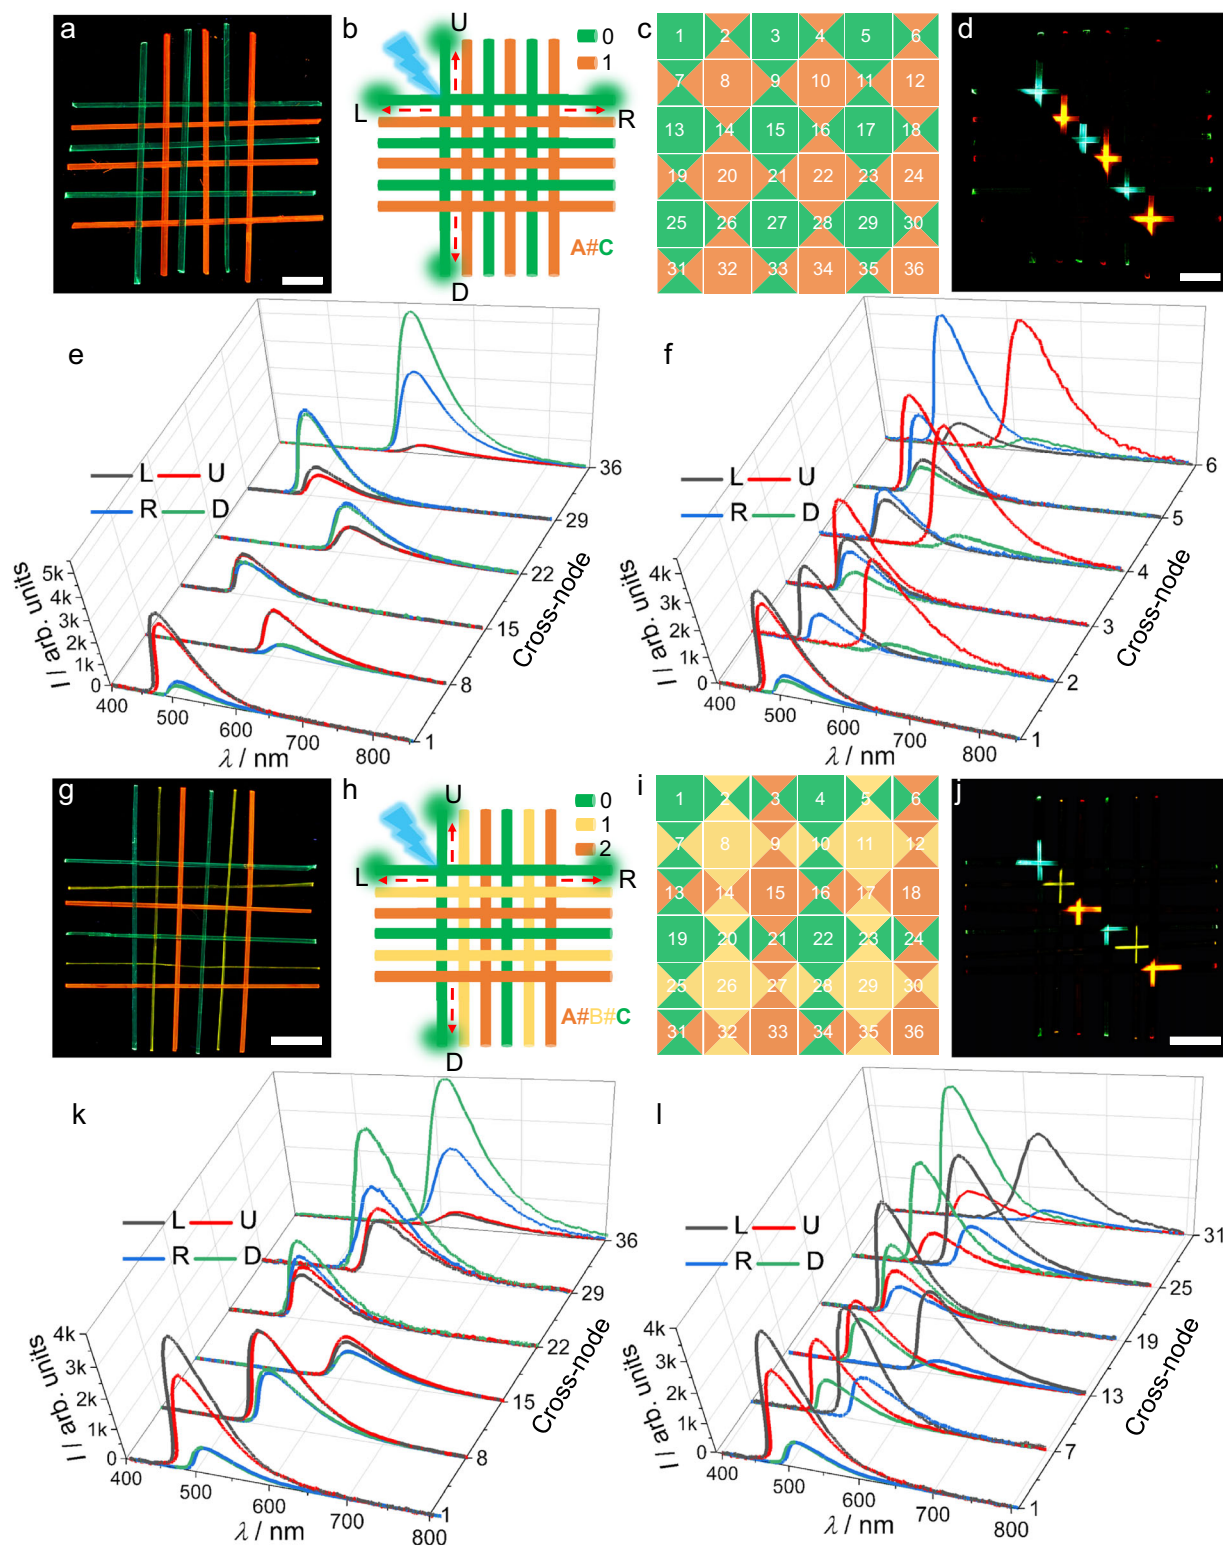 a
b
U
0
1
L
R
D
A#C
c
1 2 3 4 5 6
7 8 9 10 11 12
13 14 15 16 17 18
19 20 21 22 23 24
25 26 27 28 29 30
31 32 33 34 35 36
d
e
L U
R D
5k
4k
3k
2k
1k
0
I / arb. units
400 500 600 700 800
λ / nm
36
29
22
15
8
1
Cross-node
f
L U
R D
4k
3k
2k
1k
0
I / arb. units
400 500 600 700 800
λ / nm
6
5
4
3
2
1
Cross-node
g
h
U
0
1
2
L
R
D
A#B#C
i
1 2 3 4 5 6
7 8 9 10 11 12
13 14 15 16 17 18
19 20 21 22 23 24
25 26 27 28 29 30
31 32 33 34 35 36
j
k
L U
R D
4k
3k
2k
1k
0
I / arb. units
400 500 600 700 800
λ / nm
36
29
22
15
8
1
Cross-node
l
L U
R D
4k
3k
2k
1k
0
I / arb. units
400 500 600 700 800
λ / nm
31
25
19
13
7
1
Cross-node